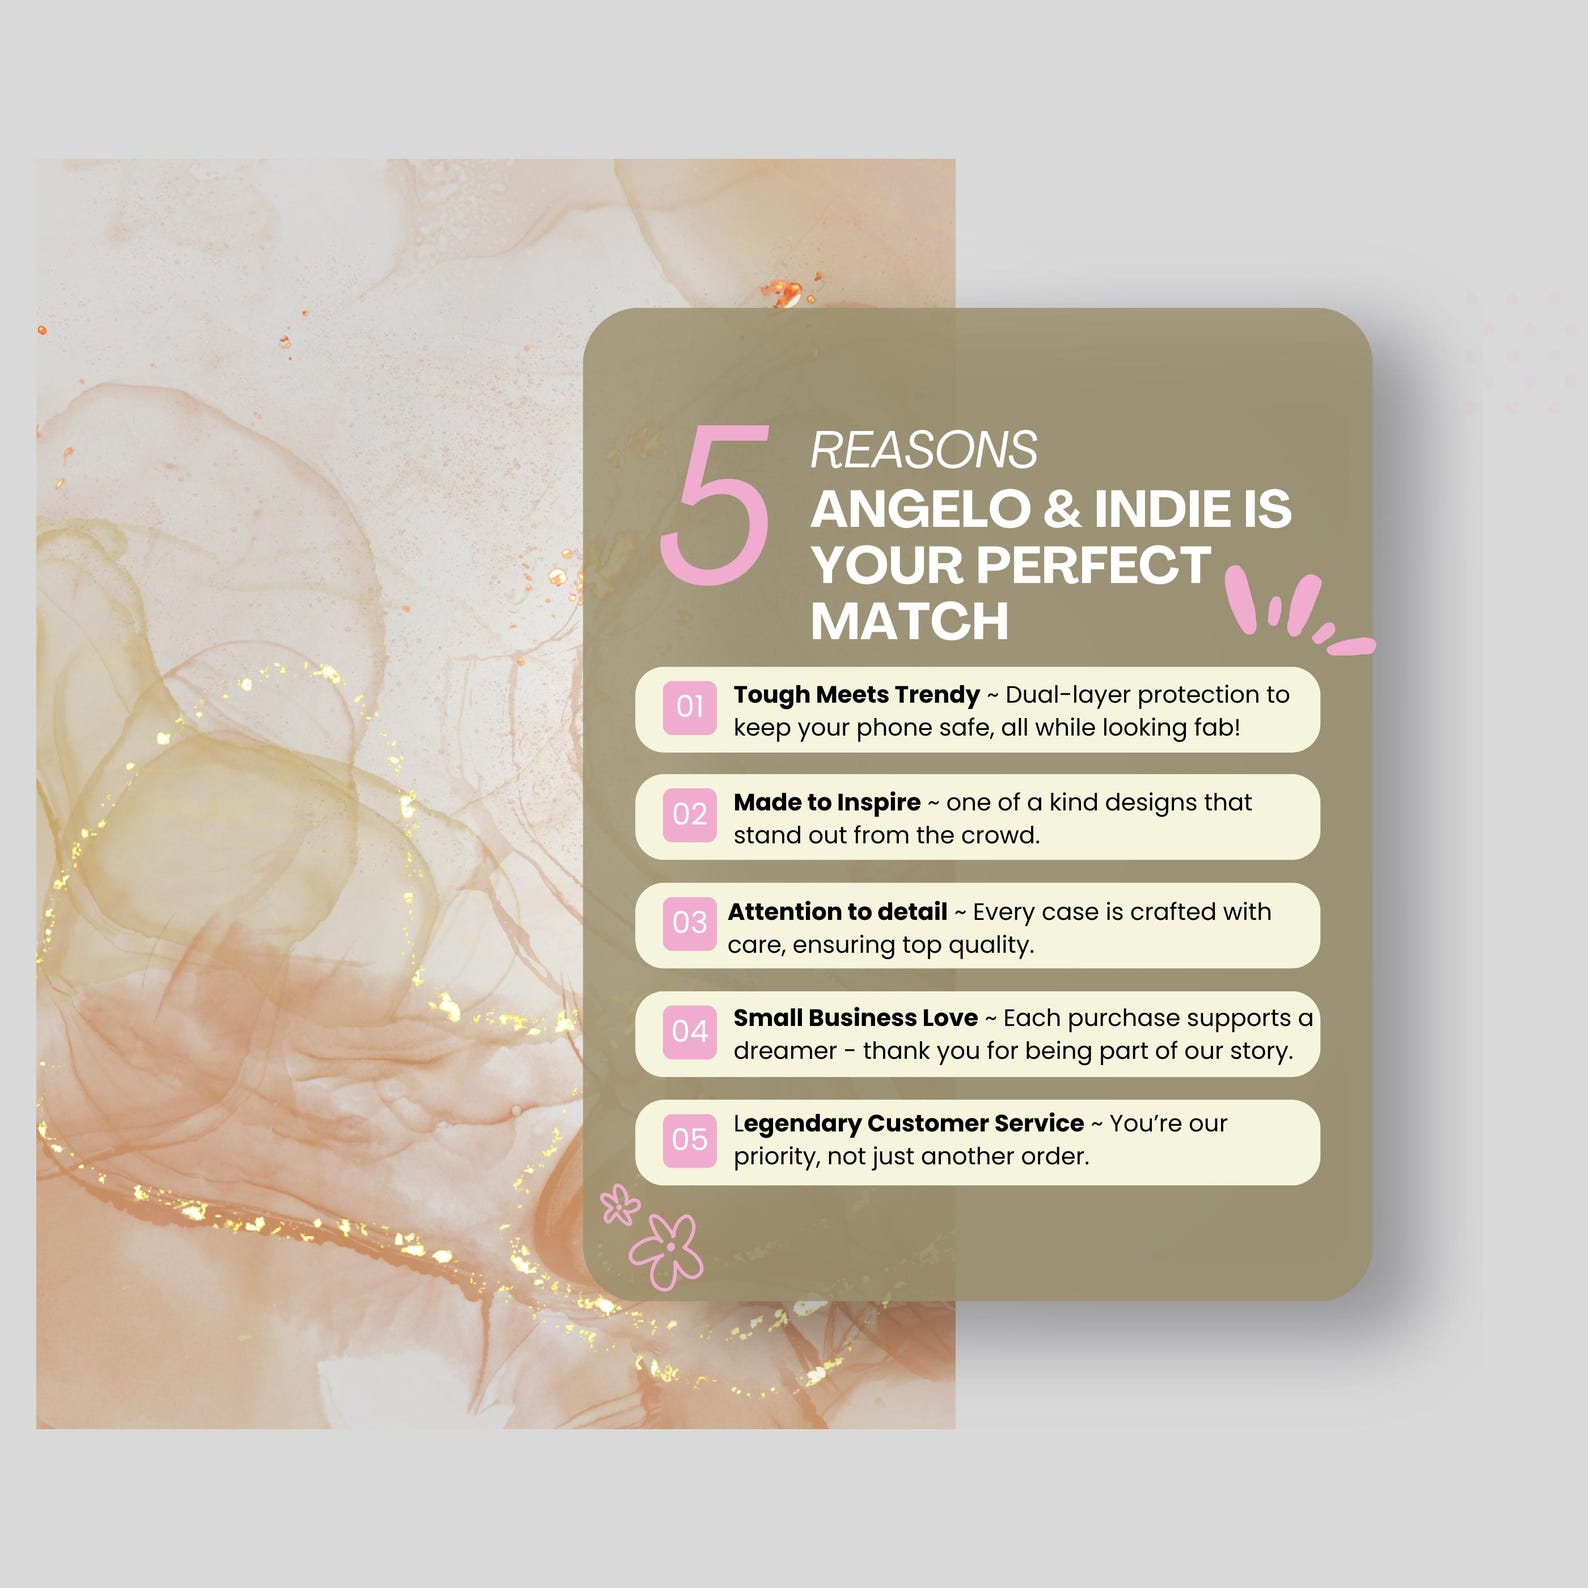 5
REASONS
ANGELO & INDIE IS
YOUR PERFECT
MATCH
01
Tough Meets Trendy ~ Dual-layer protection to
keep your phone safe, all while looking fab!
02
Made to Inspire ~ one of a kind designs that
stand out from the crowd.
03
Attention to detail ~ Every case is crafted with
care, ensuring top quality.
04
Small Business Love ~ Each purchase supports a
dreamer - thank you for being part of our story.
05
Legendary Customer Service ~ You’re our
priority, not just another order.